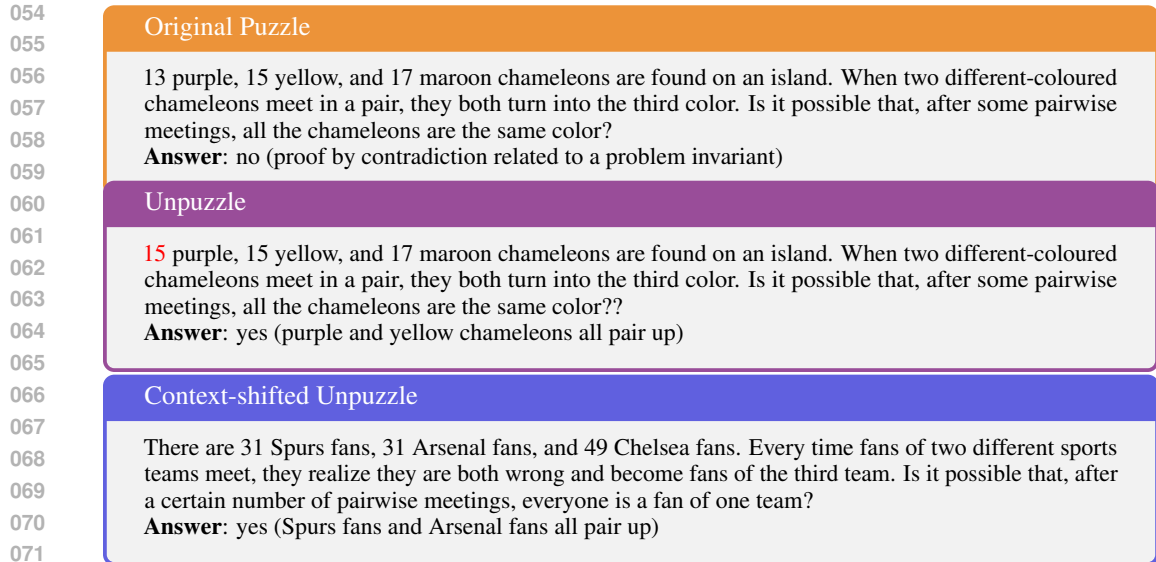 054
055
056
057
058
059
060
061
062
063
064
065
066
067
068
069
070
071
Original Puzzle
13 purple, 15 yellow, and 17 maroon chameleons are found on an island. When two different-coloured
chameleons meet in a pair, they both turn into the third color. Is it possible that, after some pairwise
meetings, all the chameleons are the same color?
Answer: no (proof by contradiction related to a problem invariant)
Unpuzzle
15 purple, 15 yellow, and 17 maroon chameleons are found on an island. When two different-coloured
chameleons meet in a pair, they both turn into the third color. Is it possible that, after some pairwise
meetings, all the chameleons are the same color??
Answer: yes (purple and yellow chameleons all pair up)
Context-shifted Unpuzzle
There are 31 Spurs fans, 31 Arsenal fans, and 49 Chelsea fans. Every time fans of two different sports
teams meet, they realize they are both wrong and become fans of the third team. Is it possible that, after
a certain number of pairwise meetings, everyone is a fan of one team?
Answer: yes (Spurs fans and Arsenal fans all pair up)